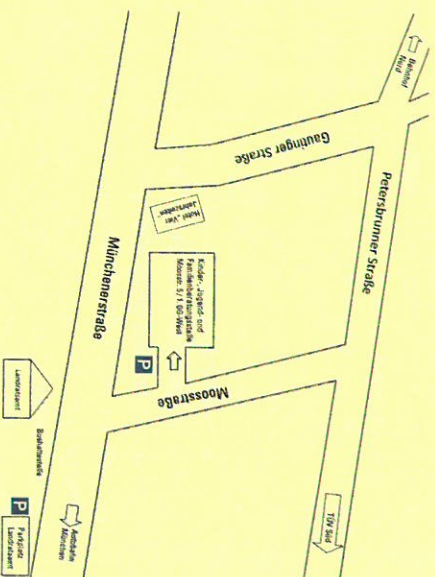 Bahnhof
Nord
Gautinger Straße
Petersbrunner Straße
Hotel „Vier
Jahreszeiten"
Kinder-, Jugend- und
Familienberatungsstelle
Moosstr. 5 / 1. OG-West
Münchenerstraße
P
Moosstraße
TÜV Süd
Landratsamt
Bushaltestelle
Autobahn
München
P
Parkplatz
Landratsamt